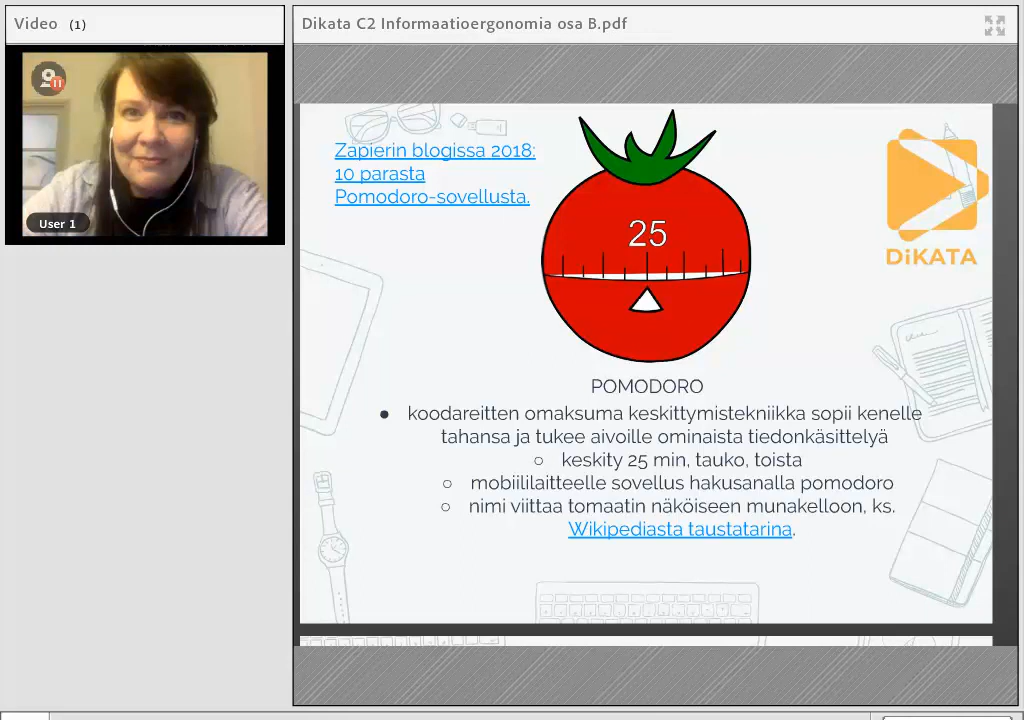 Video (1)
User 1
Dikata C2 Informaatioergonomia osa B.pdf
Zapierin blogissa 2018:
10 parasta
Pomodoro-sovellusta.
25
DiKATA
POMODORO
● koodareitten omaksuma keskittymistekniikka sopii kenelle
tahansa ja tukee aivoille ominaista tiedonkäsittelyä
○ keskity 25 min, tauko, toista
○ mobiililaitteelle sovellus hakusanalla pomodoro
○ nimi viittaa tomaatin näköiseen munakelloon, ks.
Wikipediasta taustatarina.